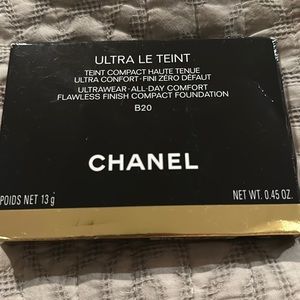 ULTRA LE TEINT
TEINT COMPACT HAUTE TENUE
ULTRA CONFORT · FINI ZÉRO DÉFAUT
ULTRAWEAR · ALL-DAY COMFORT
FLAWLESS FINISH COMPACT FOUNDATION
B20
CHANEL
POIDS NET 13 g
NET WT. 0.45 OZ.